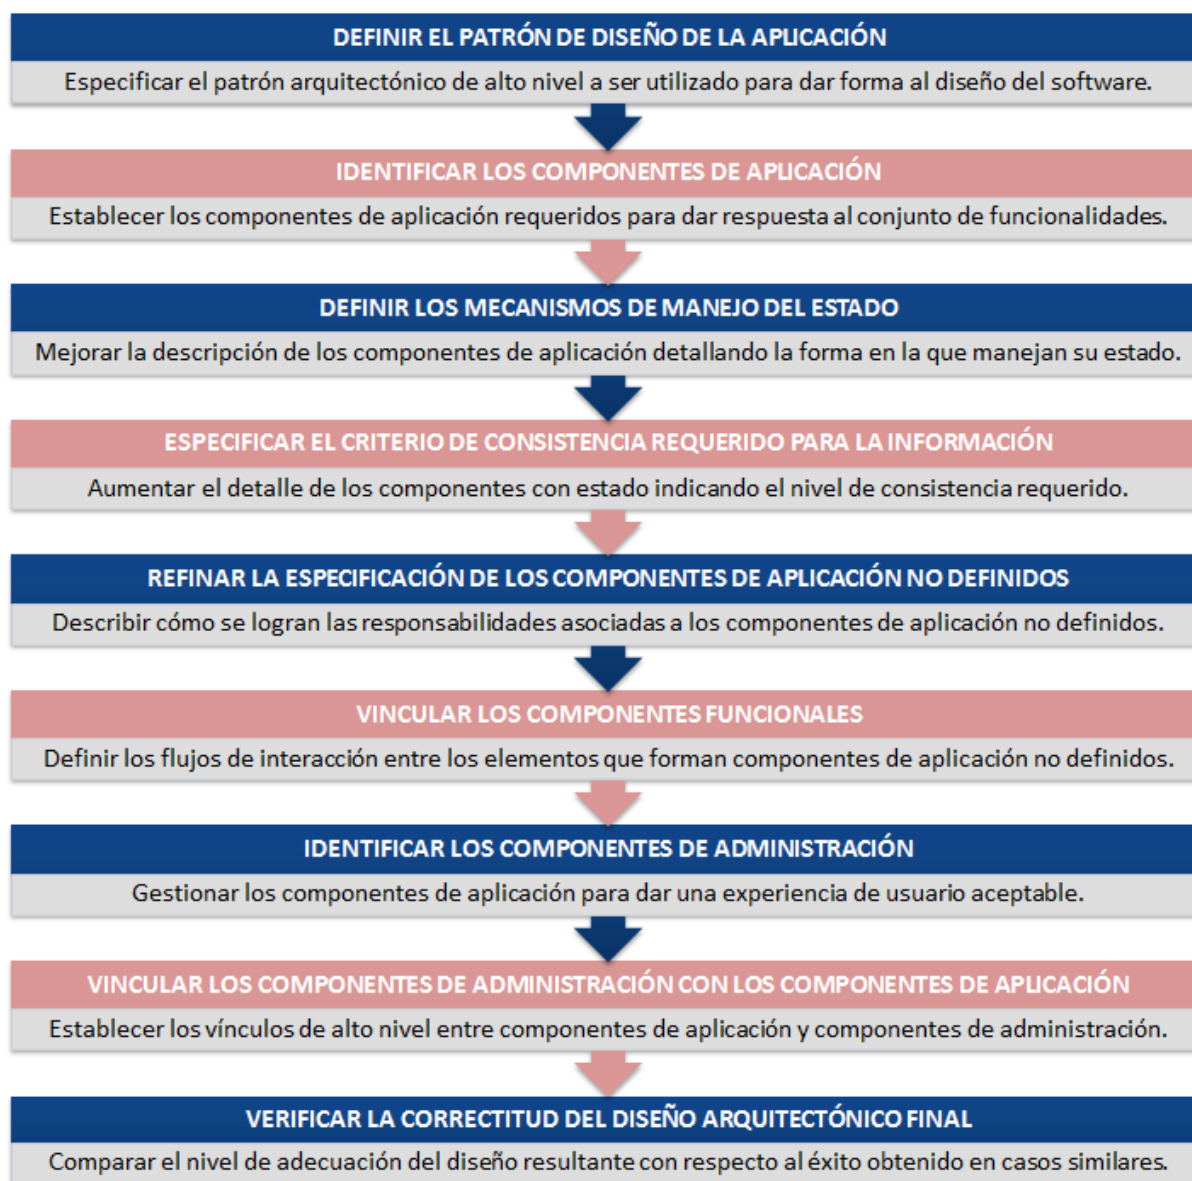 DEFINIR EL PATRÓN DE DISEÑO DE LA APLICACIÓN
Especificar el patrón arquitectónico de alto nivel a ser utilizado para dar forma al diseño del software.
IDENTIFICAR LOS COMPONENTES DE APLICACIÓN
Establecer los componentes de aplicación requeridos para dar respuesta al conjunto de funcionalidades.
DEFINIR LOS MECANISMOS DE MANEJO DEL ESTADO
Mejorar la descripción de los componentes de aplicación detallando la forma en la que manejan su estado.
ESPECIFICAR EL CRITERIO DE CONSISTENCIA REQUERIDO PARA LA INFORMACIÓN
Aumentar el detalle de los componentes con estado indicando el nivel de consistencia requerido.
REFINAR LA ESPECIFICACIÓN DE LOS COMPONENTES DE APLICACIÓN NO DEFINIDOS
Describir cómo se logran las responsabilidades asociadas a los componentes de aplicación no definidos.
VINCULAR LOS COMPONENTES FUNCIONALES
Definir los flujos de interacción entre los elementos que forman componentes de aplicación no definidos.
IDENTIFICAR LOS COMPONENTES DE ADMINISTRACIÓN
Gestionar los componentes de aplicación para dar una experiencia de usuario aceptable.
VINCULAR LOS COMPONENTES DE ADMINISTRACIÓN CON LOS COMPONENTES DE APLICACIÓN
Establecer los vínculos de alto nivel entre componentes de aplicación y componentes de administración.
VERIFICAR LA CORRECTITUD DEL DISEÑO ARQUITECTÓNICO FINAL
Comparar el nivel de adecuación del diseño resultante con respecto al éxito obtenido en casos similares.